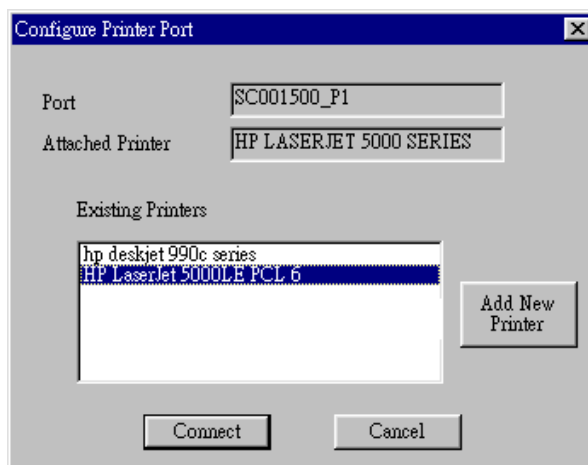 Configure Printer Port
Port
SC001500_P1
Attached Printer
HP LASERJET 5000 SERIES
Existing Printers
hp deskjet 990c series
HP LaserJet 5000LE PCL 6
Add New
Printer
Connect
Cancel